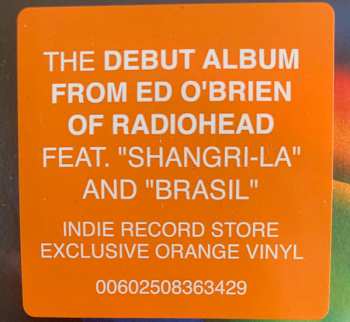 THE DEBUT ALBUM
FROM ED O'BRIEN
OF RADIOHEAD
FEAT. "SHANGRI-LA"
AND "BRASIL"
INDIE RECORD STORE
EXCLUSIVE ORANGE VINYL
00602508363429